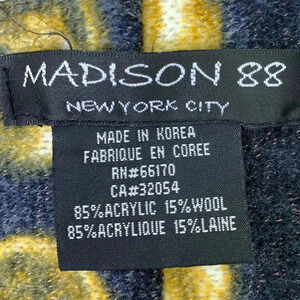 MADISON 88
NEW YORK CITY
MADE IN KOREA
FABRIQUE EN COREE
RN#66170
CA#32054
85%ACRYLIC 15%WOOL
85%ACRYLIQUE 15%LAINE